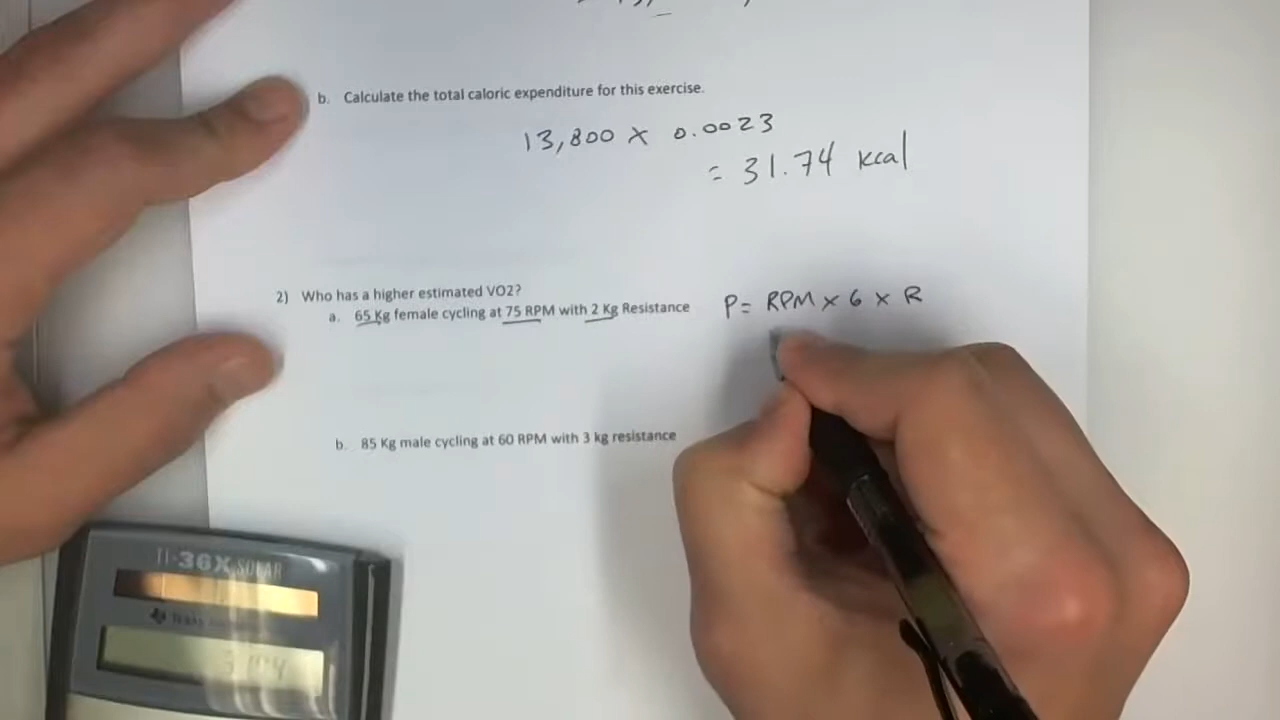 b. Calculate the total caloric expenditure for this exercise.
13,800 x 0.0023
= 31.74 kcal
2) Who has a higher estimated VO2?
a. 65 Kg female cycling at 75 RPM with 2 Kg Resistance
P= RPM x 6 x R
b. 85 Kg male cycling at 60 RPM with 3 kg resistance
TI-36X SOLAR